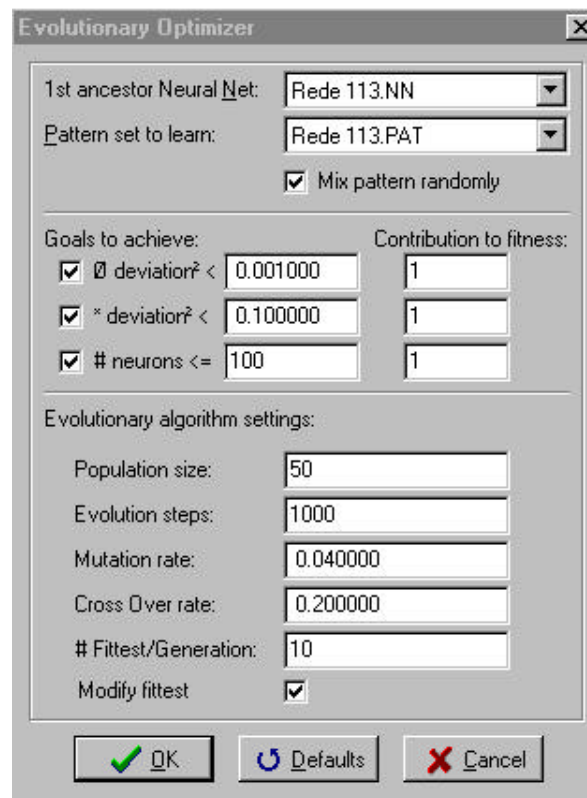 Evolutionary Optimizer
1st ancestor Neural Net: Rede 113.NN
Pattern set to learn: Rede 113.PAT
Mix pattern randomly
Goals to achieve: Contribution to fitness:
Ø deviation² < 0.001000 1
* deviation² < 0.100000 1
# neurons <= 100 1
Evolutionary algorithm settings:
Population size: 50
Evolution steps: 1000
Mutation rate: 0.040000
Cross Over rate: 0.200000
# Fittest/Generation: 10
Modify fittest
OK Defaults Cancel